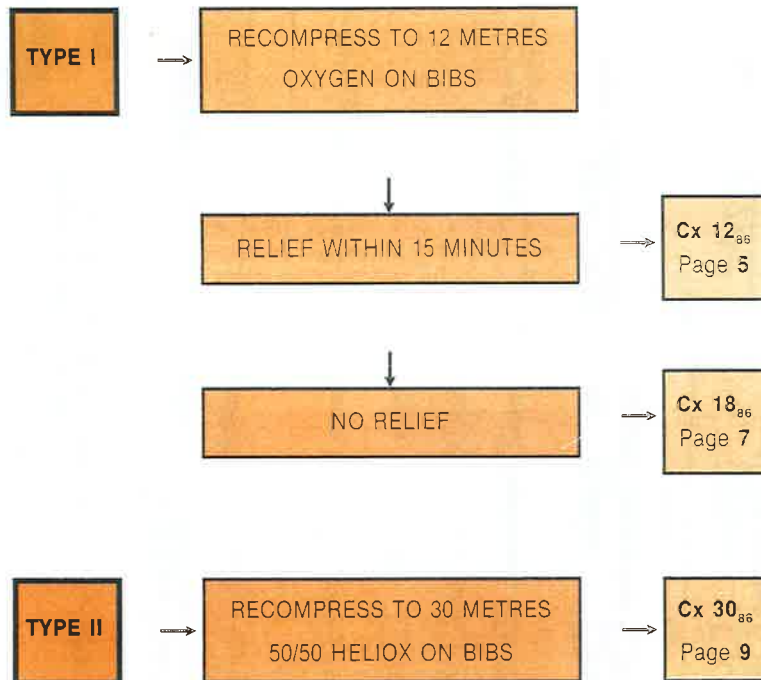 TYPE I
RECOMPRESS TO 12 METRES
OXYGEN ON BIBS
RELIEF WITHIN 15 MINUTES
Cx 12₈₆
Page 5
NO RELIEF
Cx 18₈₆
Page 7
TYPE II
RECOMPRESS TO 30 METRES
50/50 HELIOX ON BIBS
Cx 30₈₆
Page 9